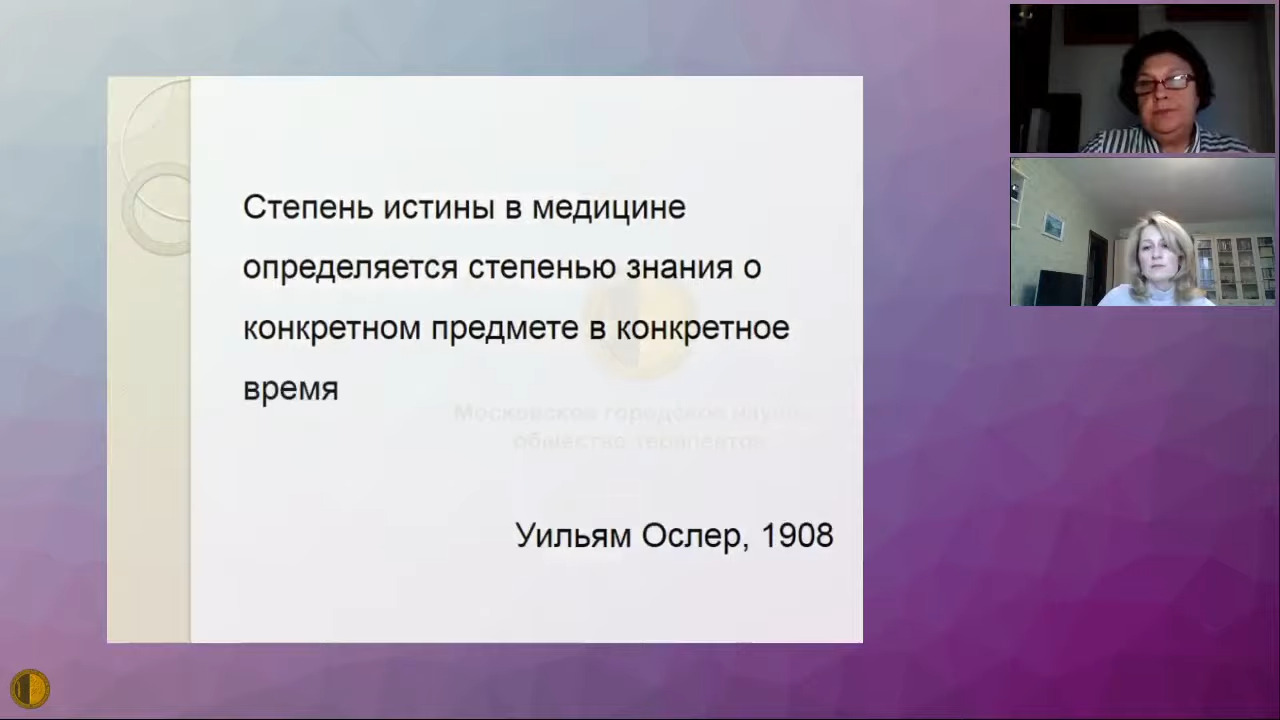 Степень истины в медицине
определяется степенью знания о
конкретном предмете в конкретное
время
Московское городское научное
общество терапевтов
Уильям Ослер, 1908